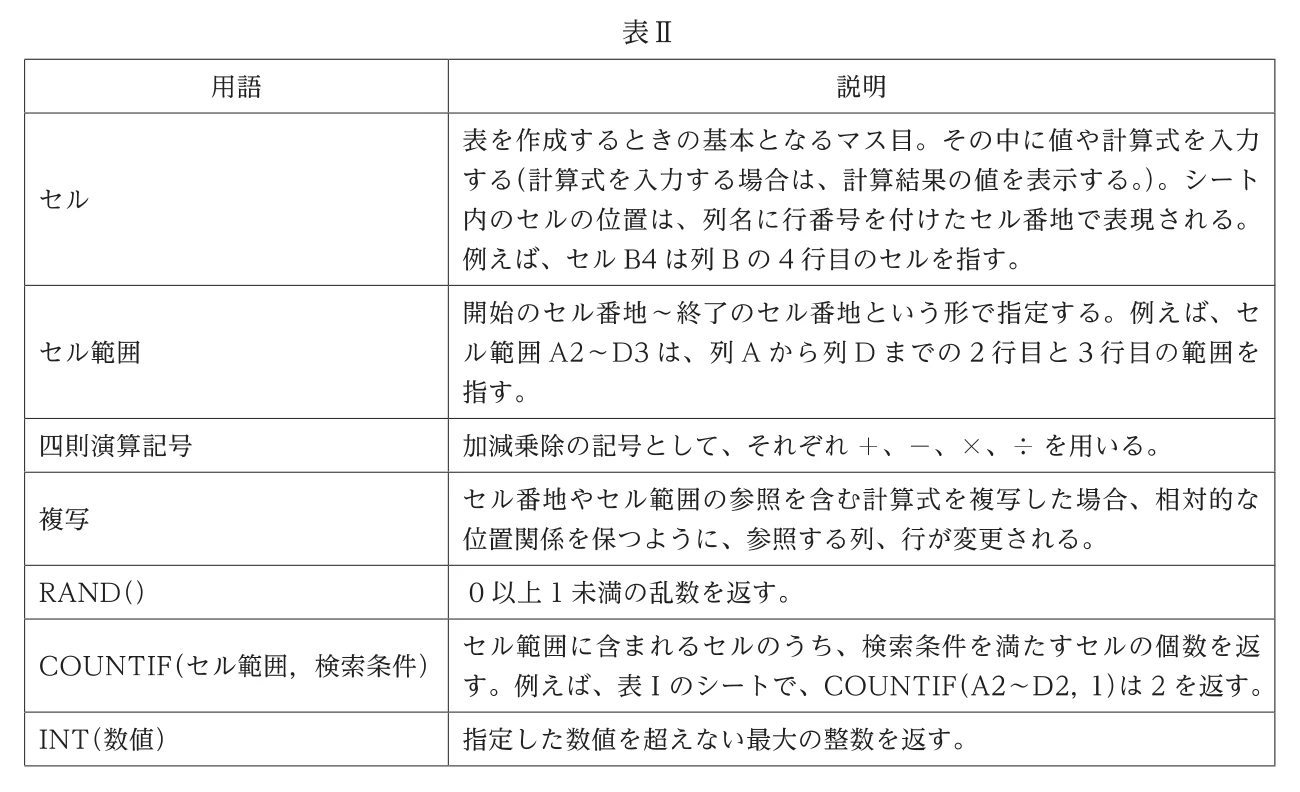 表Ⅱ
用語
説明
セル
表を作成するときの基本となるマス目。その中に値や計算式を入力
する(計算式を入力する場合は、計算結果の値を表示する。)。シート
内のセルの位置は、列名に行番号を付けたセル番地で表現される。
例えば、セル B4 は列 B の 4 行目のセルを指す。
セル範囲
開始のセル番地～終了のセル番地という形で指定する。例えば、セ
ル範囲 A2～D3 は、列 A から列 D までの 2 行目と 3 行目の範囲を
指す。
四則演算記号
加減乗除の記号として、それぞれ ＋、－、×、÷ を用いる。
複写
セル番地やセル範囲の参照を含む計算式を複写した場合、相対的な
位置関係を保つように、参照する列、行が変更される。
RAND()
0 以上 1 未満の乱数を返す。
COUNTIF(セル範囲, 検索条件)
セル範囲に含まれるセルのうち、検索条件を満たすセルの個数を返
す。例えば、表Ⅰのシートで、COUNTIF(A2～D2, 1)は 2 を返す。
INT(数値)
指定した数値を超えない最大の整数を返す。